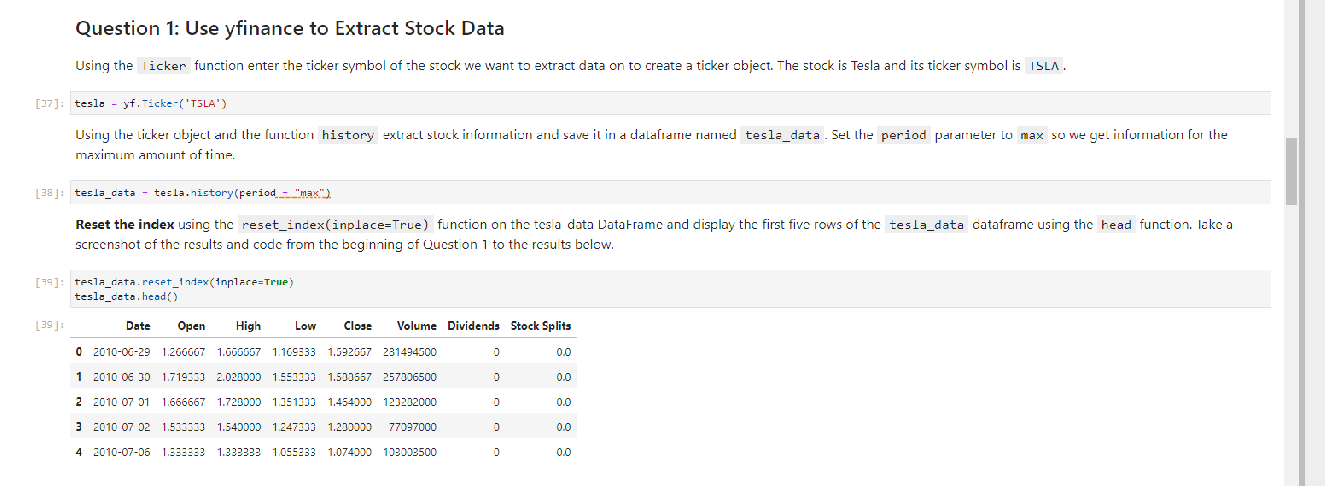 Question 1: Use yfinance to Extract Stock Data
Using the Ticker function enter the ticker symbol of the stock we want to extract data on to create a ticker object. The stock is Tesla and its ticker symbol is TSLA .
[37]: tesla = yf.Ticker('TSLA')
Using the ticker object and the function history extract stock information and save it in a dataframe named tesla_data . Set the period parameter to max so we get information for the
maximum amount of time.
[38]: tesla_data = tesla.history(period = "max")
Reset the index using the reset_index(inplace=True) function on the tesla_data DataFrame and display the first five rows of the tesla_data dataframe using the head function. Take a
screenshot of the results and code from the beginning of Question 1 to the results below.
[39]: tesla_data.reset_index(inplace=True)
tesla_data.head()
[39]: Date Open High Low Close Volume Dividends Stock Splits
0 2010-06-29 1.266667 1.666667 1.169333 1.592667 281494500 0 0.0
1 2010-06-30 1.719333 2.028000 1.553333 1.588667 257806500 0 0.0
2 2010-07-01 1.666667 1.728000 1.351333 1.464000 123282000 0 0.0
3 2010-07-02 1.533333 1.540000 1.247333 1.280000 77097000 0 0.0
4 2010-07-06 1.333333 1.333333 1.055333 1.074000 103003500 0 0.0